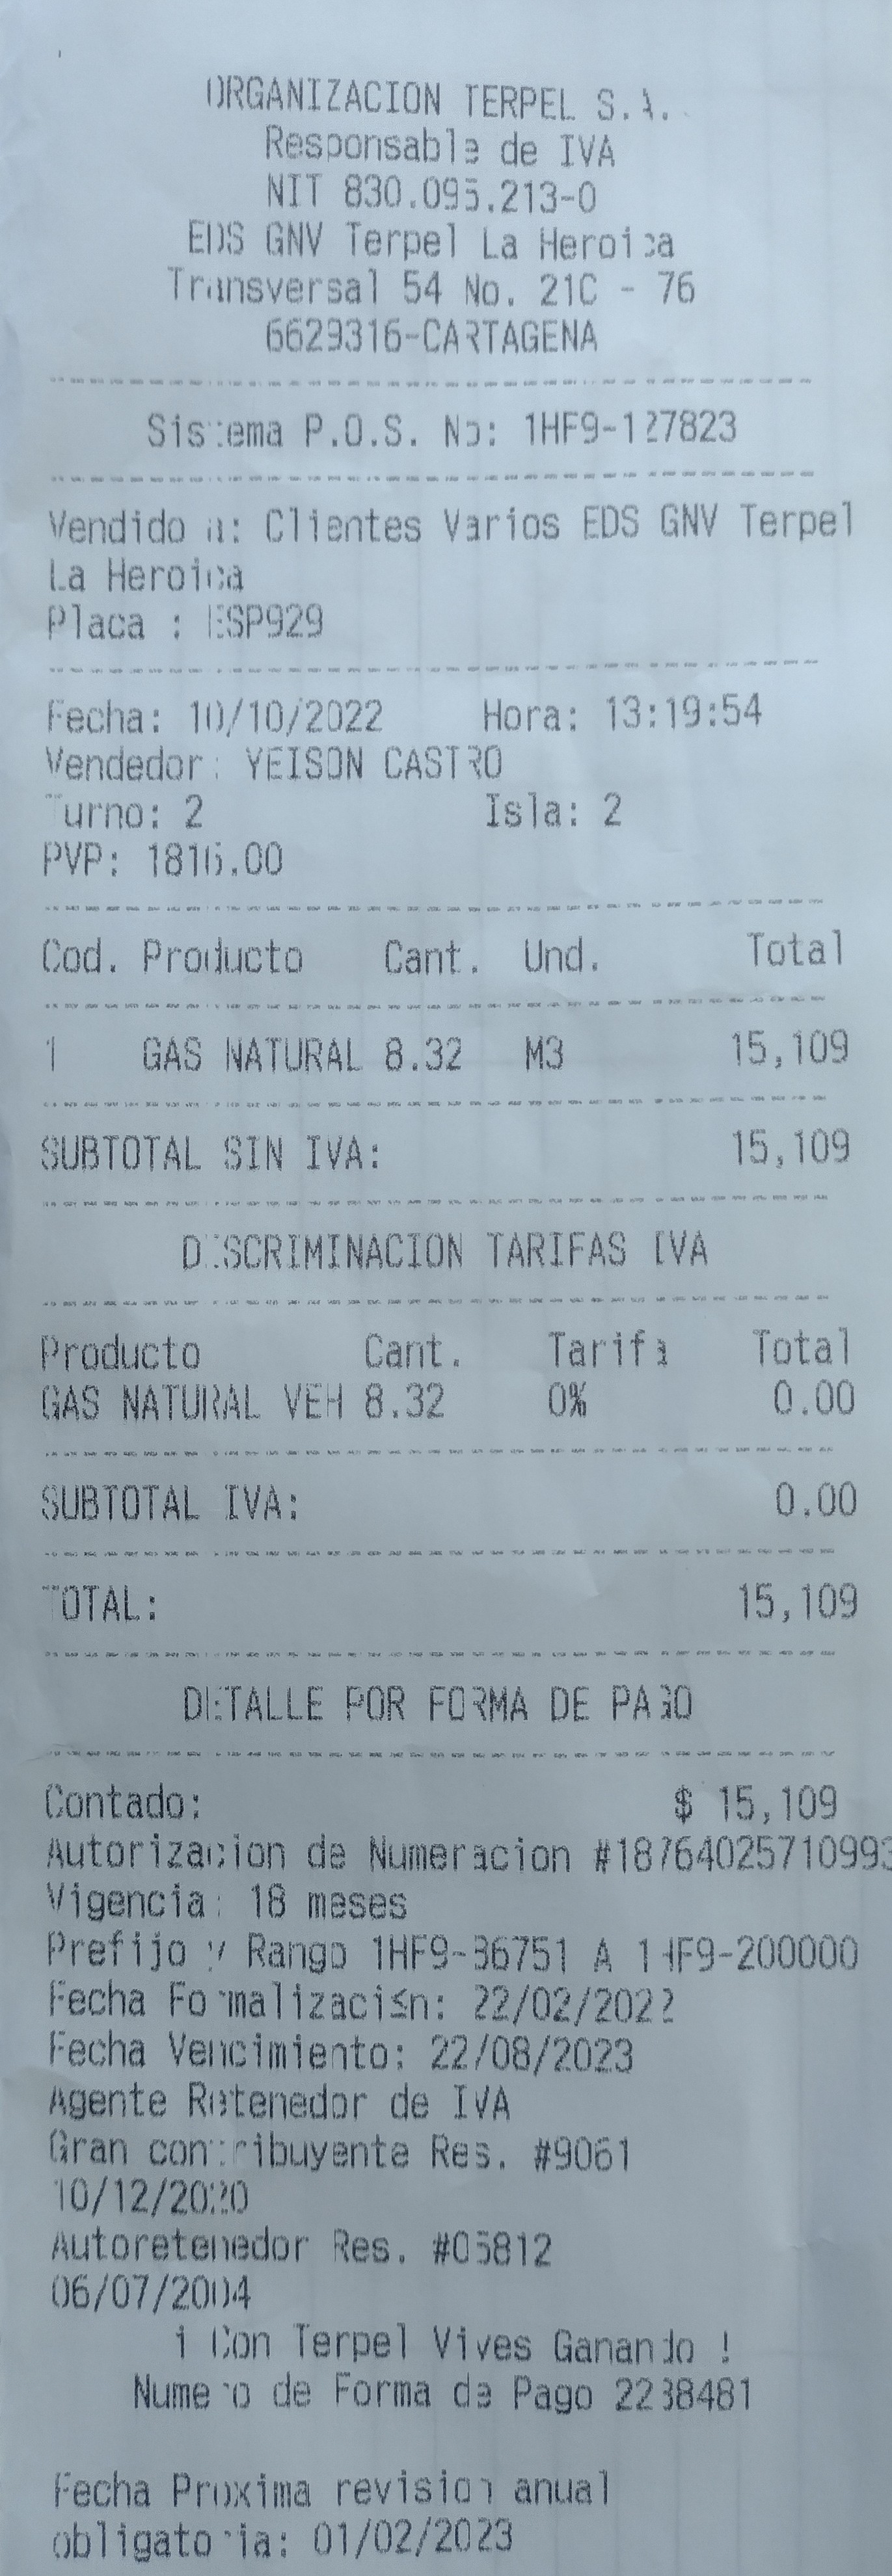 ORGANIZACION TERPEL S.A.
Responsable de IVA
NIT 830.095.213-0
EDS GNV Terpel La Heroica
Transversal 54 No. 21C - 76
6629316-CARTAGENA
Sistema P.O.S. No: 1HF9-127823
Vendido a: Clientes Varios EDS GNV Terpel
La Heroica
Placa : ESP929
Fecha: 10/10/2022 Hora: 13:19:54
Vendedor: YEISON CASTRO
Turno: 2 Isla: 2
PVP: 1816.00
Cod. Producto Cant. Und. Total
1 GAS NATURAL 8.32 M3 15,109
SUBTOTAL SIN IVA: 15,109
DISCRIMINACION TARIFAS IVA
Producto Cant. Tarifa Total
GAS NATURAL VEH 8.32 0% 0.00
SUBTOTAL IVA: 0.00
TOTAL: 15,109
DETALLE POR FORMA DE PAGO
Contado: $ 15,109
Autorizacion de Numeracion #18764025710993
Vigencia: 18 meses
Prefijo y Rango A 1HF9-200000
Fecha Formalizaci≤n: 22/02/2022
Fecha Vencimiento: 22/08/2023
Agente Retenedor de IVA
Gran contribuyente Res. #9061
10/12/2020
Autoretenedor Res. #05812
06/07/2004
¡ Con Terpel Vives Ganando !
Numero de Forma de Pago
Fecha Proxima revision anual
obligatoria: 01/02/2023